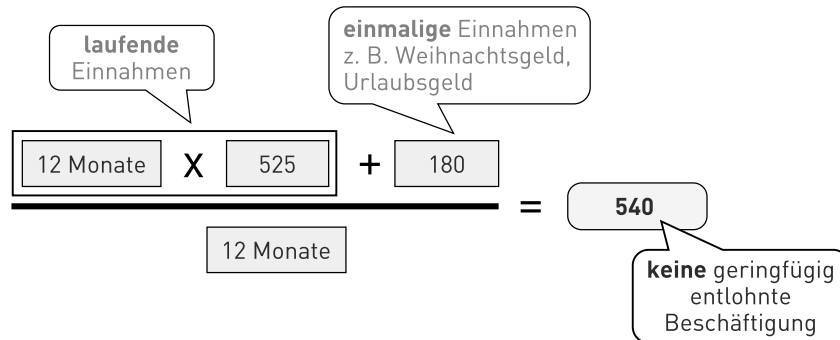 laufende
Einnahmen
einmalige Einnahmen
z. B. Weihnachtsgeld,
Urlaubsgeld
12 Monate X 525 + 180
= 540
12 Monate
keine geringfügig
entlohnte
Beschäftigung